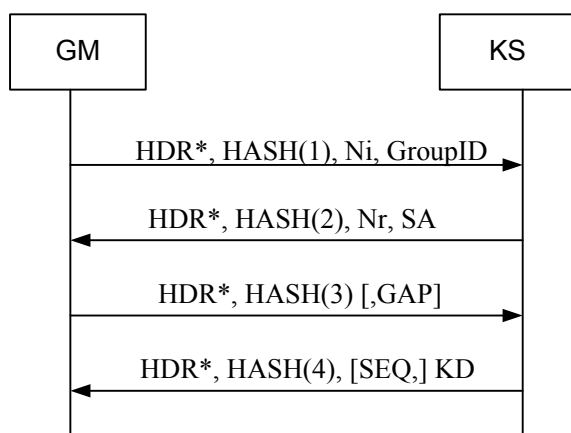 GM
KS
HDR*, HASH(1), Ni, GroupID
HDR*, HASH(2), Nr, SA
HDR*, HASH(3) [,GAP]
HDR*, HASH(4), [SEQ,] KD